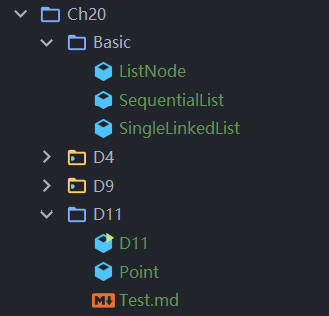 Ch20
Basic
ListNode
SequentialList
SingleLinkedList
D4
D9
D11
D11
Point
M↓ Test.md